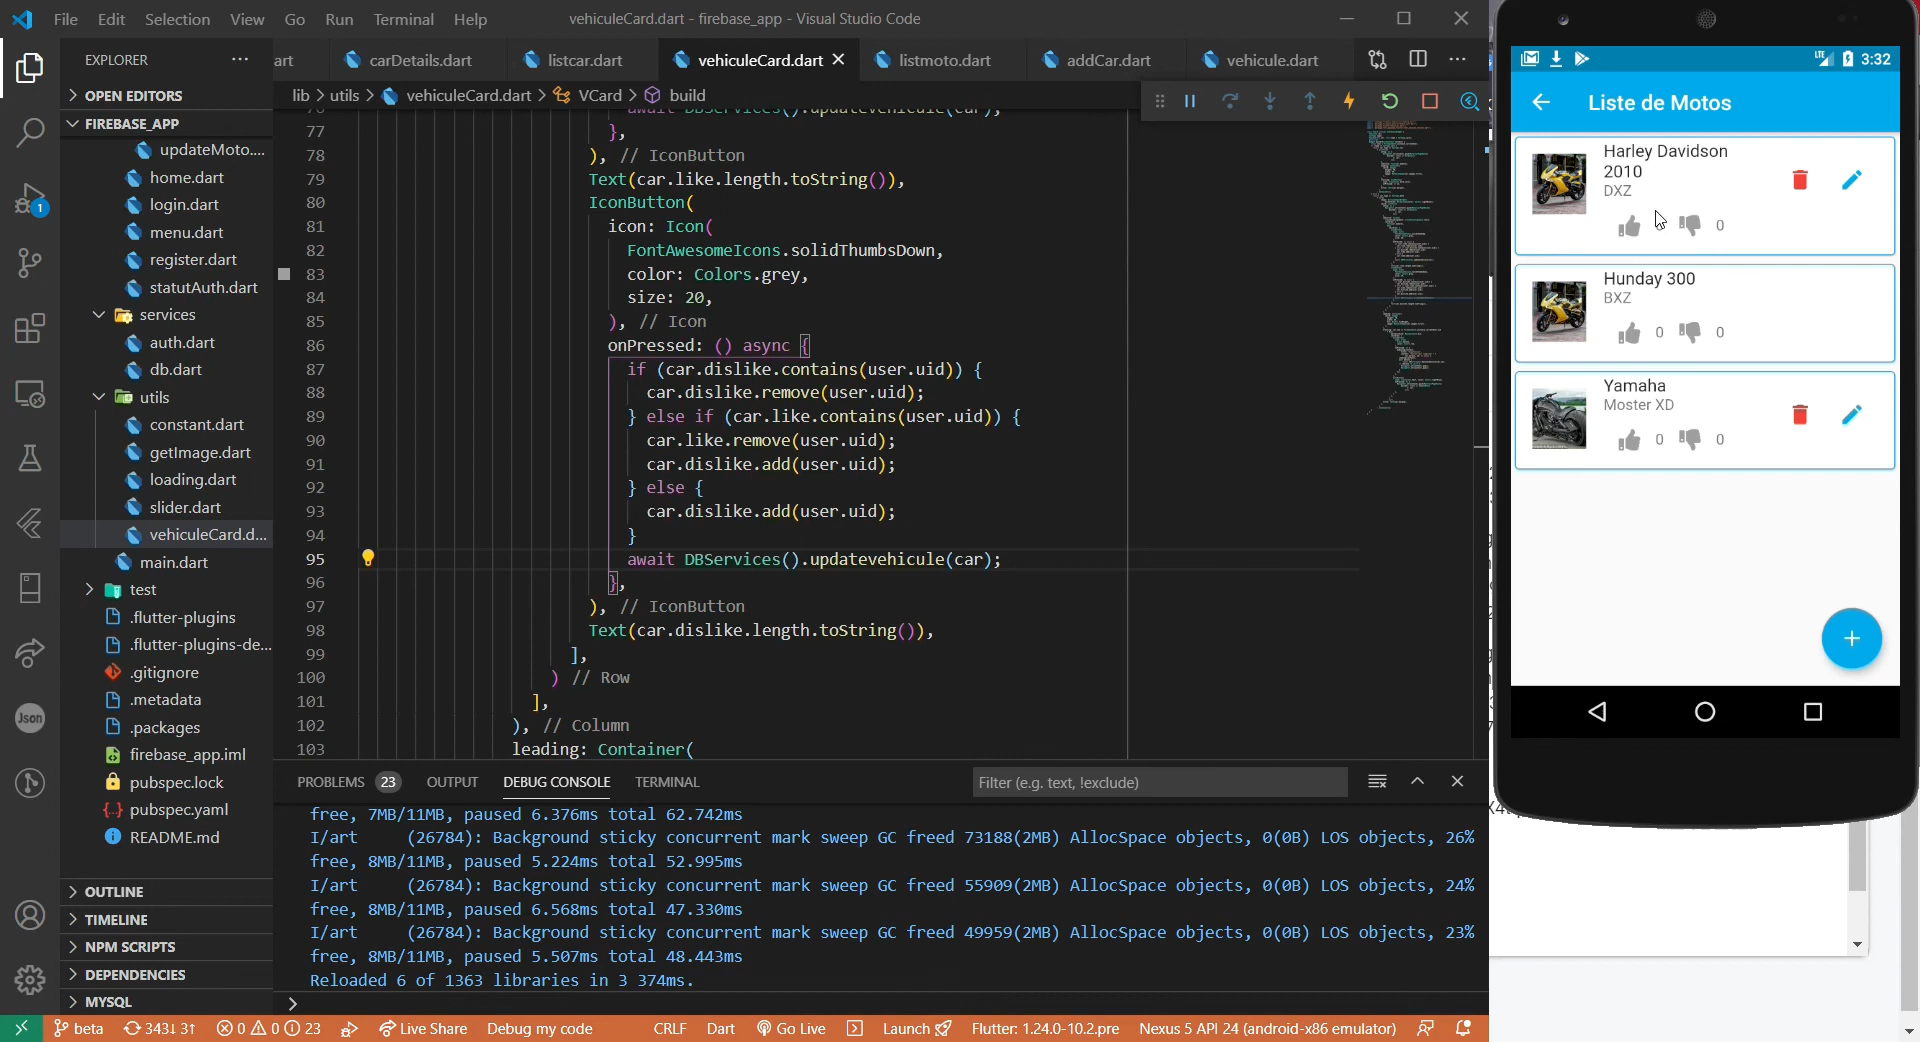 File Edit Selection View Go Run Terminal Help
vehiculeCard.dart - firebase_app - Visual Studio Code
EXPLORER
OPEN EDITORS
FIREBASE_APP
updateMoto....
home.dart
login.dart
menu.dart
register.dart
statutAuth.dart
services
auth.dart
db.dart
utils
constant.dart
getImage.dart
loading.dart
slider.dart
vehiculeCard.d...
main.dart
test
.flutter-plugins
.flutter-plugins-de...
.gitignore
.metadata
.packages
firebase_app.iml
pubspec.lock
pubspec.yaml
README.md
OUTLINE
TIMELINE
NPM SCRIPTS
DEPENDENCIES
MYSQL
1
Json
art carDetails.dart listcar.dart vehiculeCard.dart listmoto.dart addCar.dart vehicule.dart
lib > utils > vehiculeCard.dart > VCard > build
76 await DBServices().updatevehicule(car);
77 },
78 ), // IconButton
79 Text(car.like.length.toString()),
80 IconButton(
81 icon: Icon(
82 FontAwesomeIcons.solidThumbsDown,
83 color: Colors.grey,
84 size: 20,
85 ), // Icon
86 onPressed: () async {
87 if (car.dislike.contains(user.uid)) {
88 car.dislike.remove(user.uid);
89 } else if (car.like.contains(user.uid)) {
90 car.like.remove(user.uid);
91 car.dislike.add(user.uid);
92 } else {
93 car.dislike.add(user.uid);
94 }
95 await DBServices().updatevehicule(car);
96 },
97 ), // IconButton
98 Text(car.dislike.length.toString()),
99 ],
100 ) // Row
101 ],
102 ), // Column
103 leading: Container(
PROBLEMS 23 OUTPUT DEBUG CONSOLE TERMINAL
Filter (e.g. text, !exclude)
free, 7MB/11MB, paused 6.376ms total 62.742ms
I/art (26784): Background sticky concurrent mark sweep GC freed 73188(2MB) AllocSpace objects, 0(0B) LOS objects, 26%
free, 8MB/11MB, paused 5.224ms total 52.995ms
I/art (26784): Background sticky concurrent mark sweep GC freed 55909(2MB) AllocSpace objects, 0(0B) LOS objects, 24%
free, 8MB/11MB, paused 6.568ms total 47.330ms
I/art (26784): Background sticky concurrent mark sweep GC freed 49959(2MB) AllocSpace objects, 0(0B) LOS objects, 23%
free, 8MB/11MB, paused 5.507ms total 48.443ms
Reloaded 6 of 1363 libraries in 3 374ms.
>
beta 343↓ 3↑ 0 0 23 Live Share Debug my code CRLF Dart Go Live Launch Flutter: 1.24.0-10.2.pre Nexus 5 API 24 (android-x86 emulator)
LTE 3:32
Liste de Motos
Harley Davidson
2010
DXZ
0
Hunday 300
BXZ
0 0
Yamaha
Moster XD
0 0
+